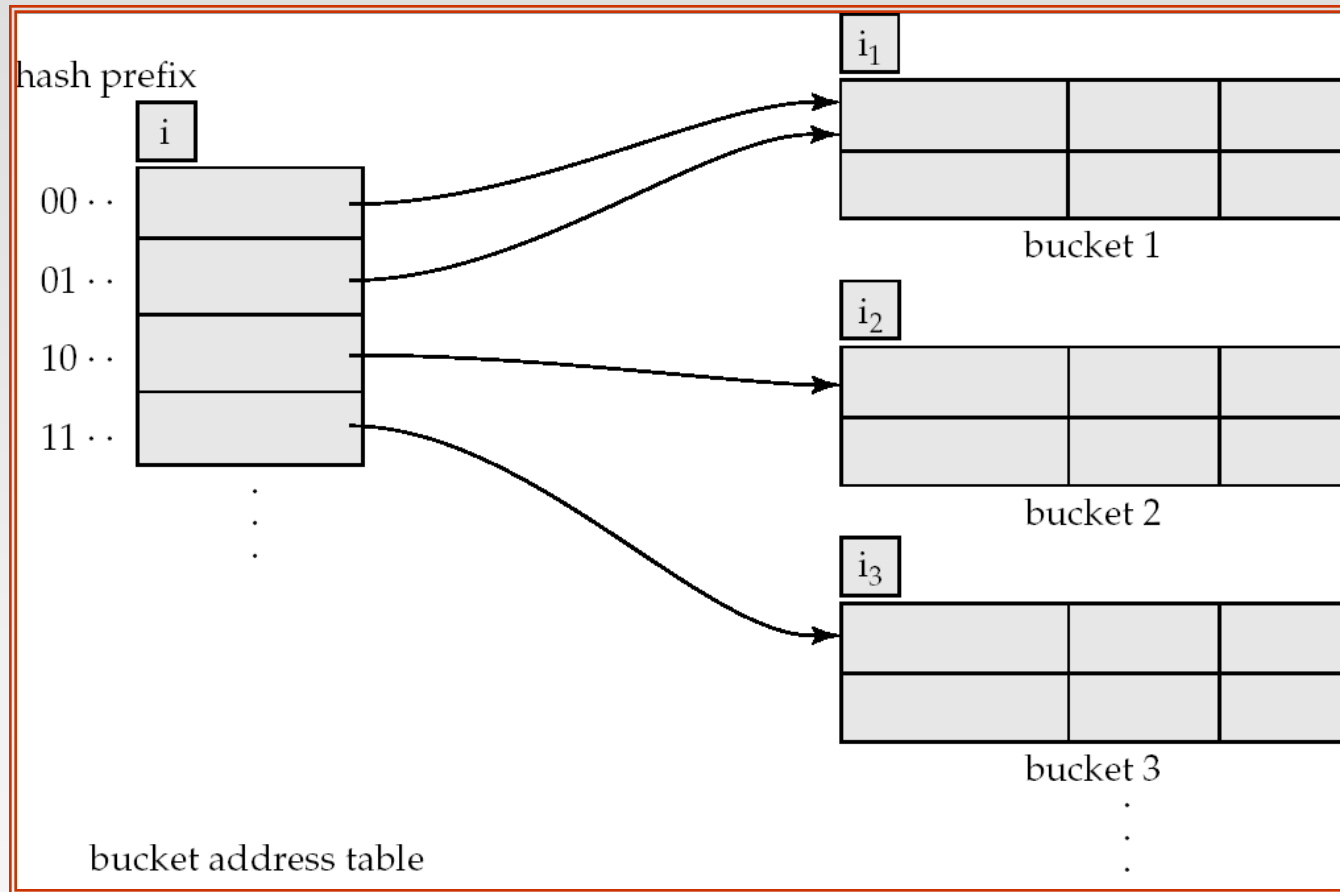 hash prefix
i
00 · ·
01 · ·
10 · ·
11 · ·
bucket address table
i₁
bucket 1
i₂
bucket 2
i₃
bucket 3